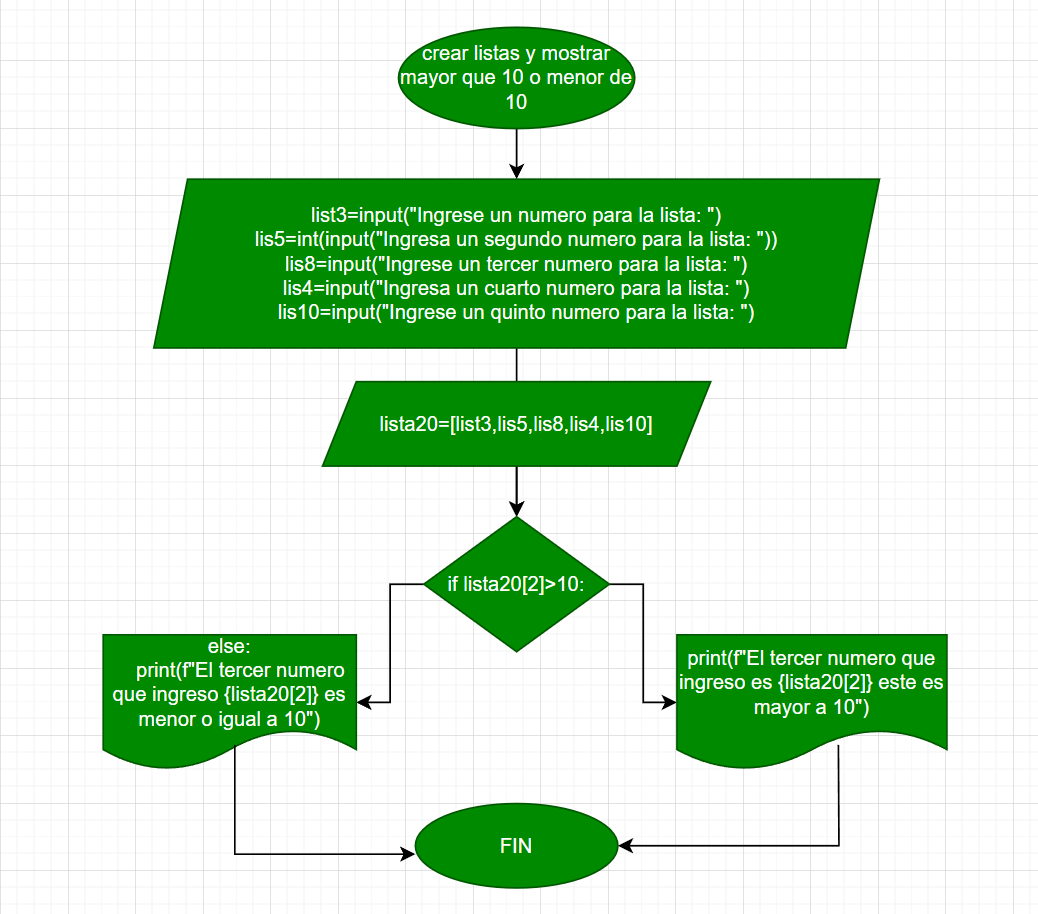 crear listas y mostrar
mayor que 10 o menor de
10
list3=input("Ingrese un numero para la lista: ")
lis5=int(input("Ingresa un segundo numero para la lista: "))
lis8=input("Ingrese un tercer numero para la lista: ")
lis4=input("Ingresa un cuarto numero para la lista: ")
lis10=input("Ingrese un quinto numero para la lista: ")
lista20=[list3,lis5,lis8,lis4,lis10]
if lista20[2]>10:
else:
print(f"El tercer numero
que ingreso {lista20[2]} es
menor o igual a 10")
print(f"El tercer numero que
ingreso es {lista20[2]} este es
mayor a 10")
FIN